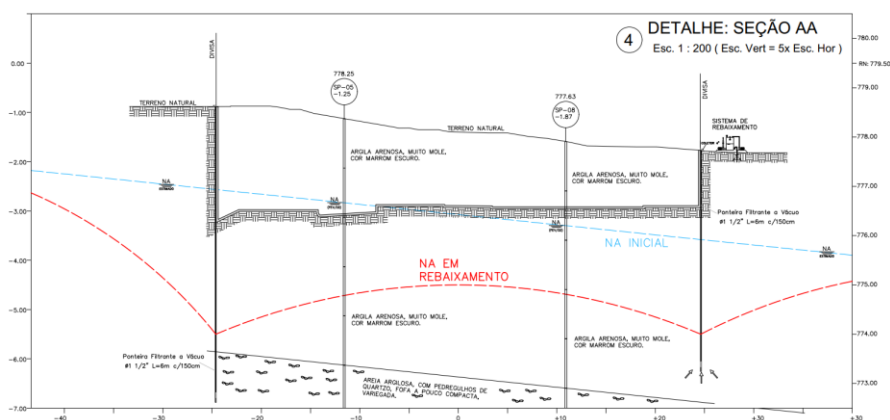 4
DETALHE: SEÇÃO AA
Esc. 1 : 200 ( Esc. Vert = 5x Esc. Hor )
780.00
RN: 779.50
779.00
778.00
777.00
776.00
775.00
774.00
773.00
0.00
-1.00
-2.00
-3.00
-4.00
-5.00
-6.00
-7.00
DIVISA
778.25
SP-05
-1.25
777.63
SP-08
-1.87
DIVISA
TERRENO NATURAL
TERRENO NATURAL
SISTEMA DE
REBAIXAMENTO
ARGILA ARENOSA, MUITO MOLE,
COR MARROM ESCURO.
ARGILA ARENOSA, MUITO MOLE,
COR MARROM ESCURO.
NA
NA
NA
NA
NA INICIAL
Ponteira Filtrante a Vácuo
#1 1/2" L=6m c/150cm
NA EM
REBAIXAMENTO
ARGILA ARENOSA, MUITO MOLE,
COR MARROM ESCURO.
ARGILA ARENOSA, MUITO MOLE,
COR MARROM ESCURO.
Ponteira Filtrante a Vácuo
#1 1/2" L=6m c/150cm
AREIA ARGILOSA, COM PEDREGULHOS DE
QUARTZO, FOFA A POUCO COMPACTA,
VARIEGADA.
-40
-20
-10
0
+10
+20
+30